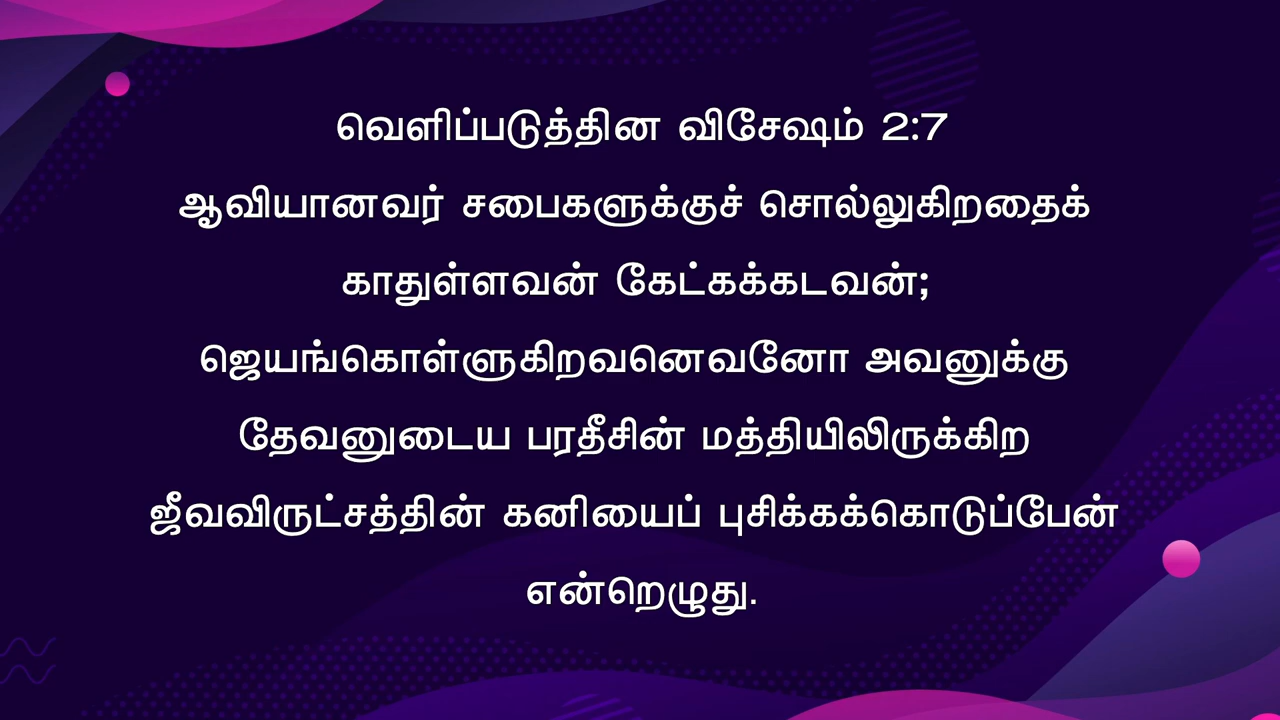 வெளிப்படுத்தின விசேஷம் 2:7
ஆவியானவர் சபைகளுக்குச் சொல்லுகிறதைக்
காதுள்ளவன் கேட்கக்கடவன்;
ஜெயங்கொள்ளுகிறவனெவனோ அவனுக்கு
தேவனுடைய பரதீசின் மத்தியிலிருக்கிற
ஜீவவிருட்சத்தின் கனியைப் புசிக்கக்கொடுப்பேன்
என்றெழுது.